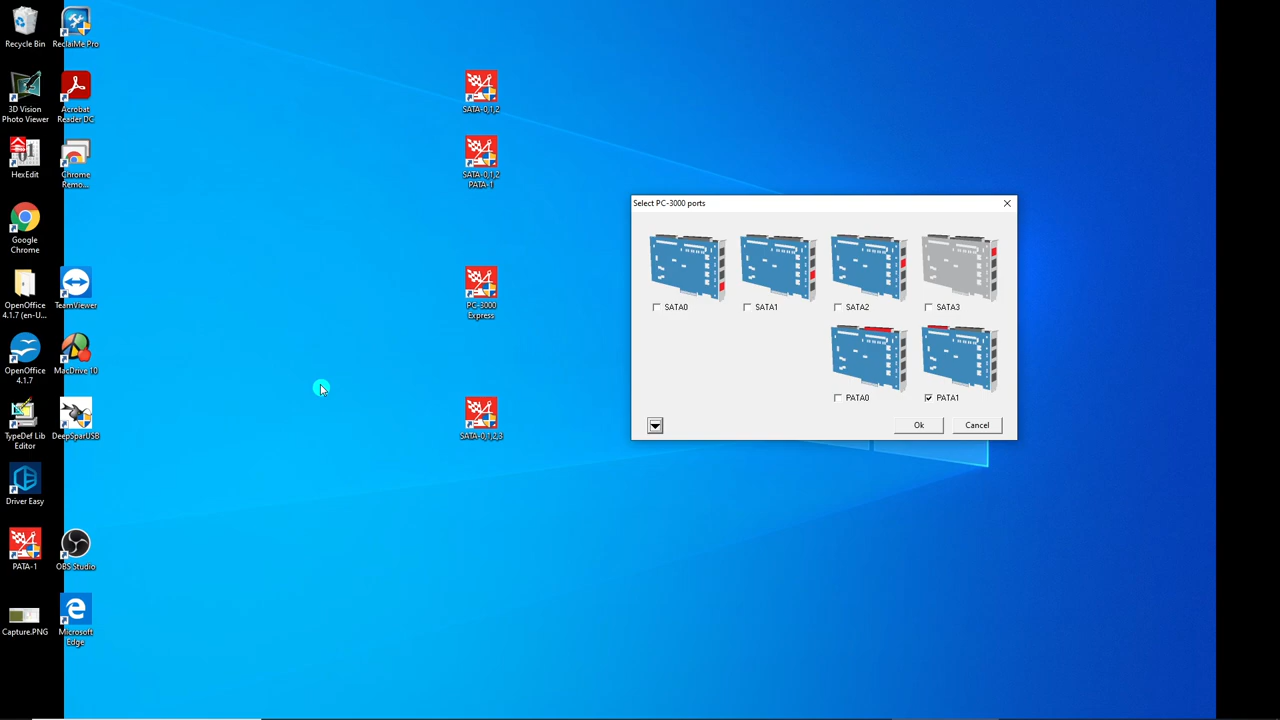 Recycle Bin
ReclaiMe Pro
3D Vision
Photo Viewer
Acrobat
Reader DC
HexEdit
Chrome
Remo...
Google
Chrome
OpenOffice
4.1.7 (en-U...
TeamViewer
OpenOffice
4.1.7
MacDrive 10
TypeDef Lib
Editor
DeepSparUSB
Driver Easy
PATA-1
OBS Studio
Capture.PNG
Microsoft
Edge
SATA-0,1,2
SATA-0,1,2
PATA-1
PC-3000
Express
SATA-0,1,2,3
Select PC-3000 ports
SATA0
SATA1
SATA2
SATA3
PATA0
PATA1
Ok
Cancel